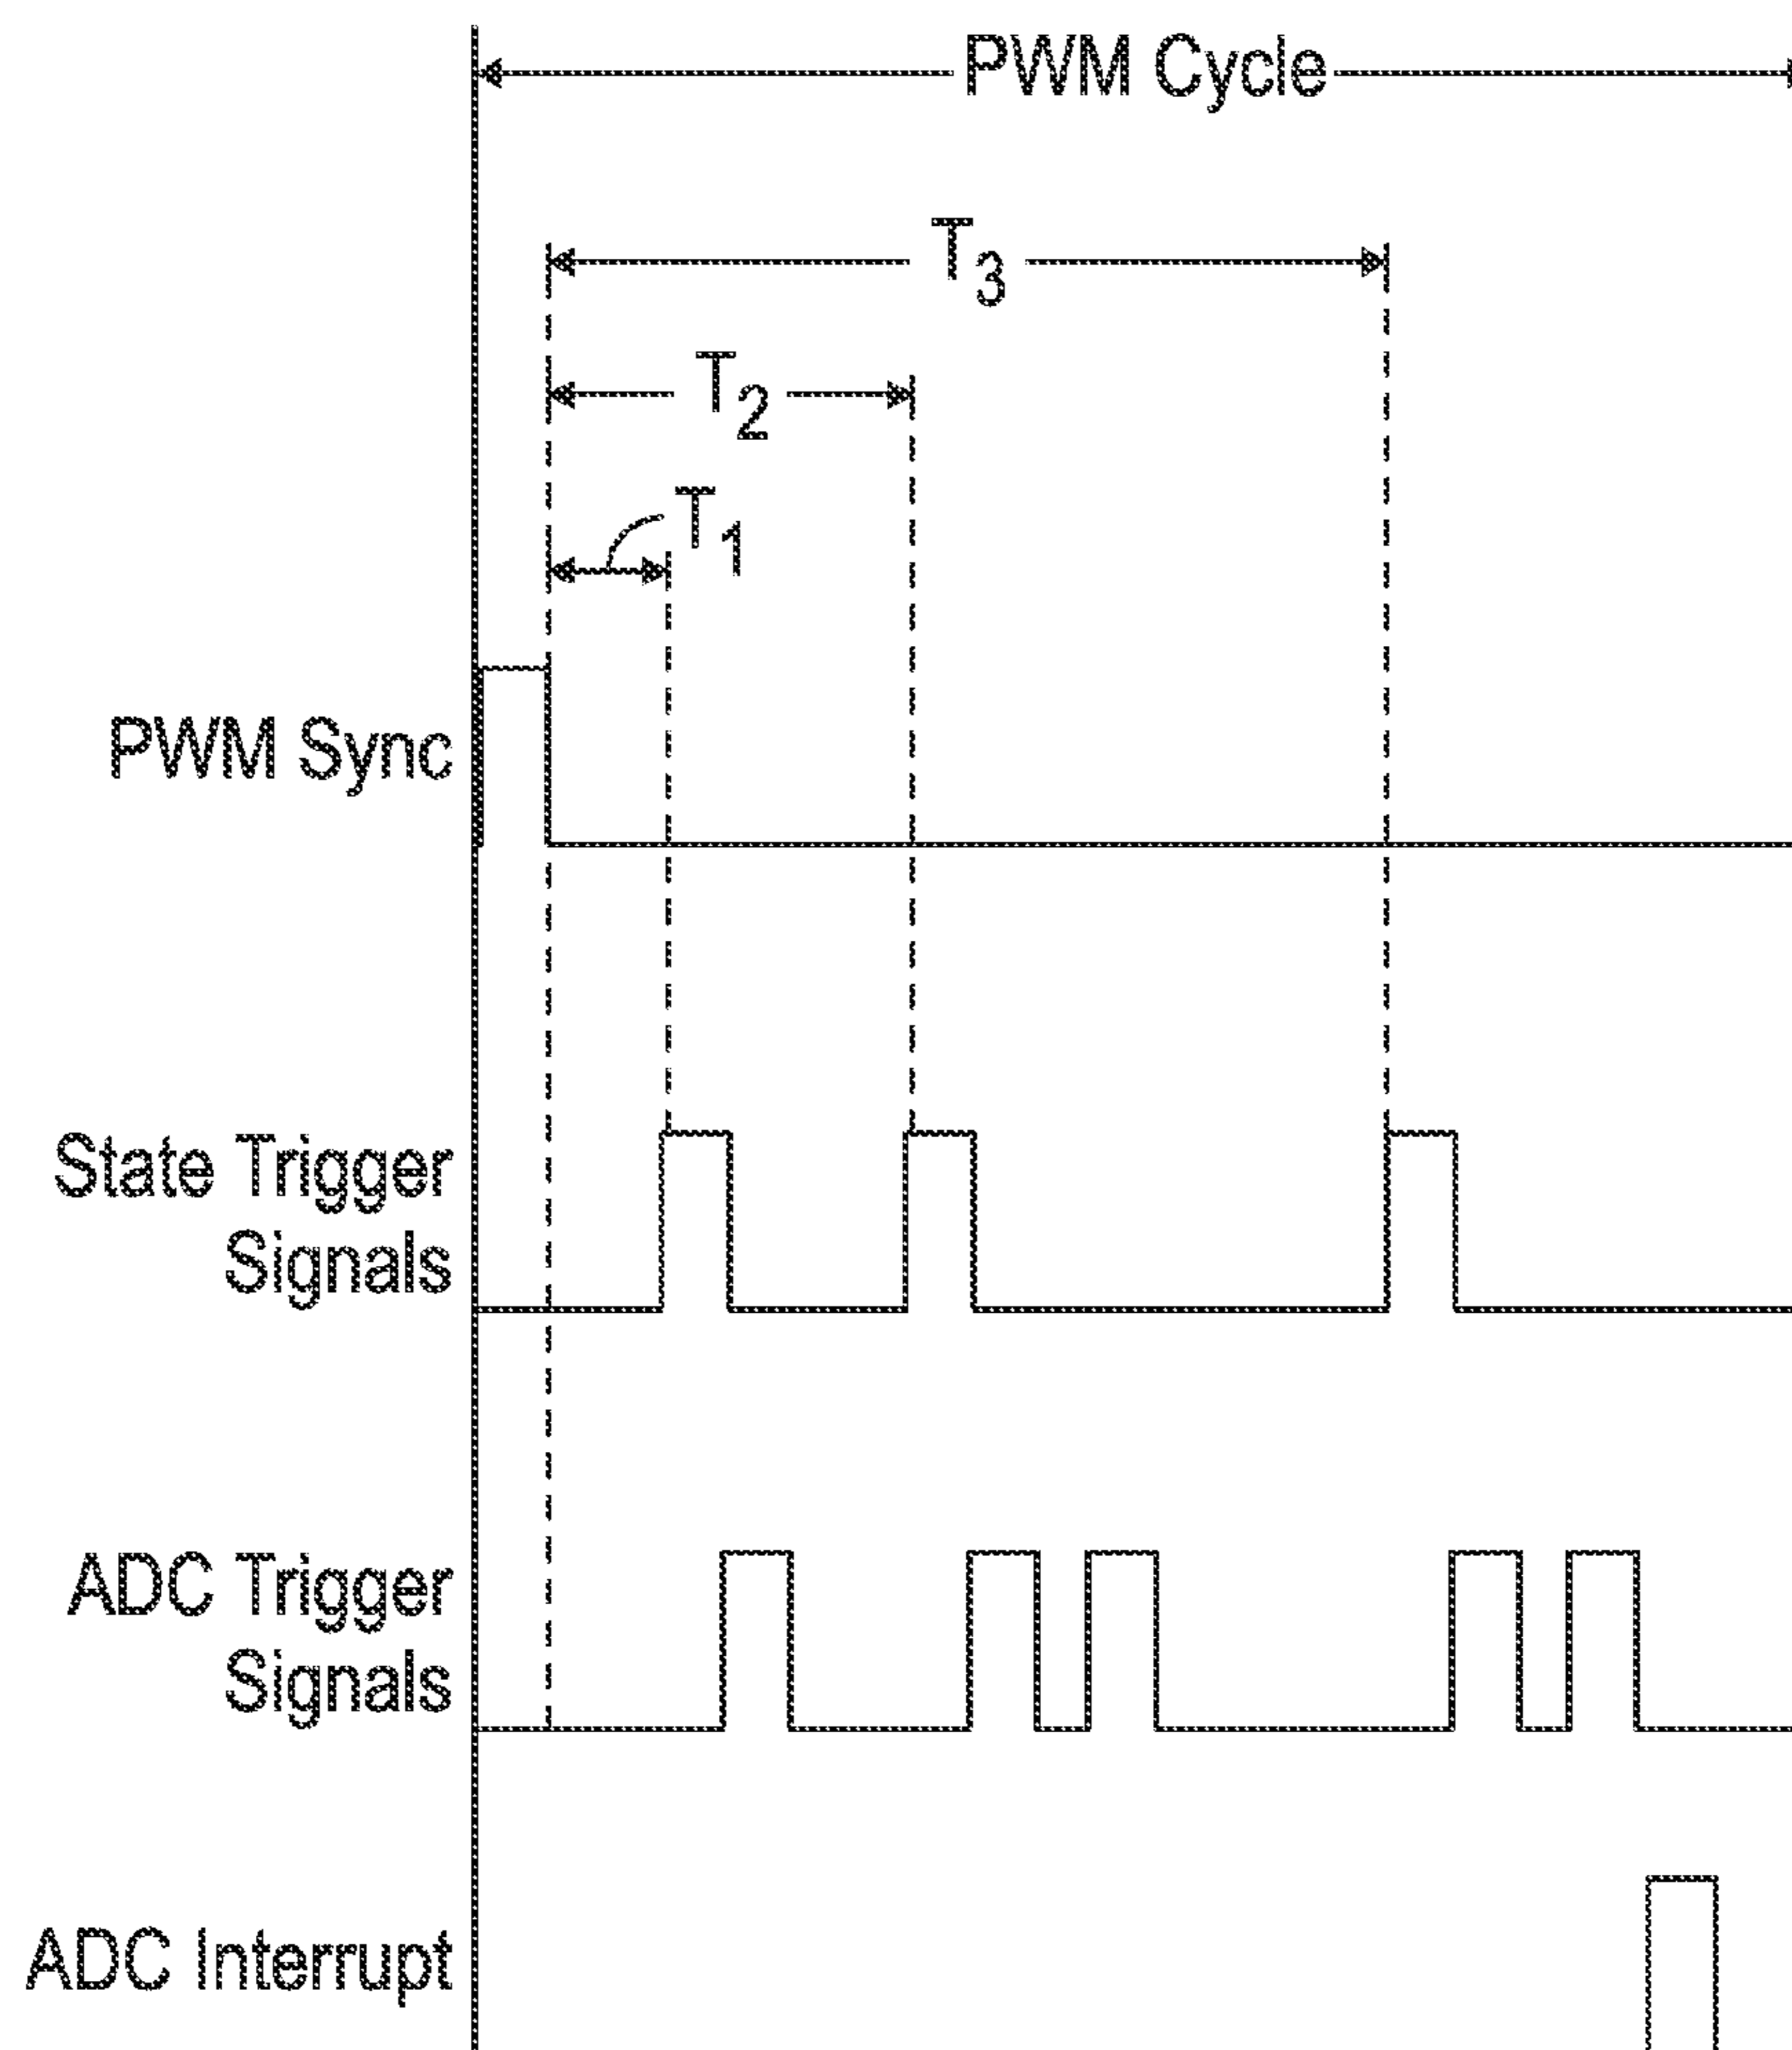 PWM Cycle
T3
T2
T1
PWM Sync
State Trigger
Signals
ADC Trigger
Signals
ADC Interrupt